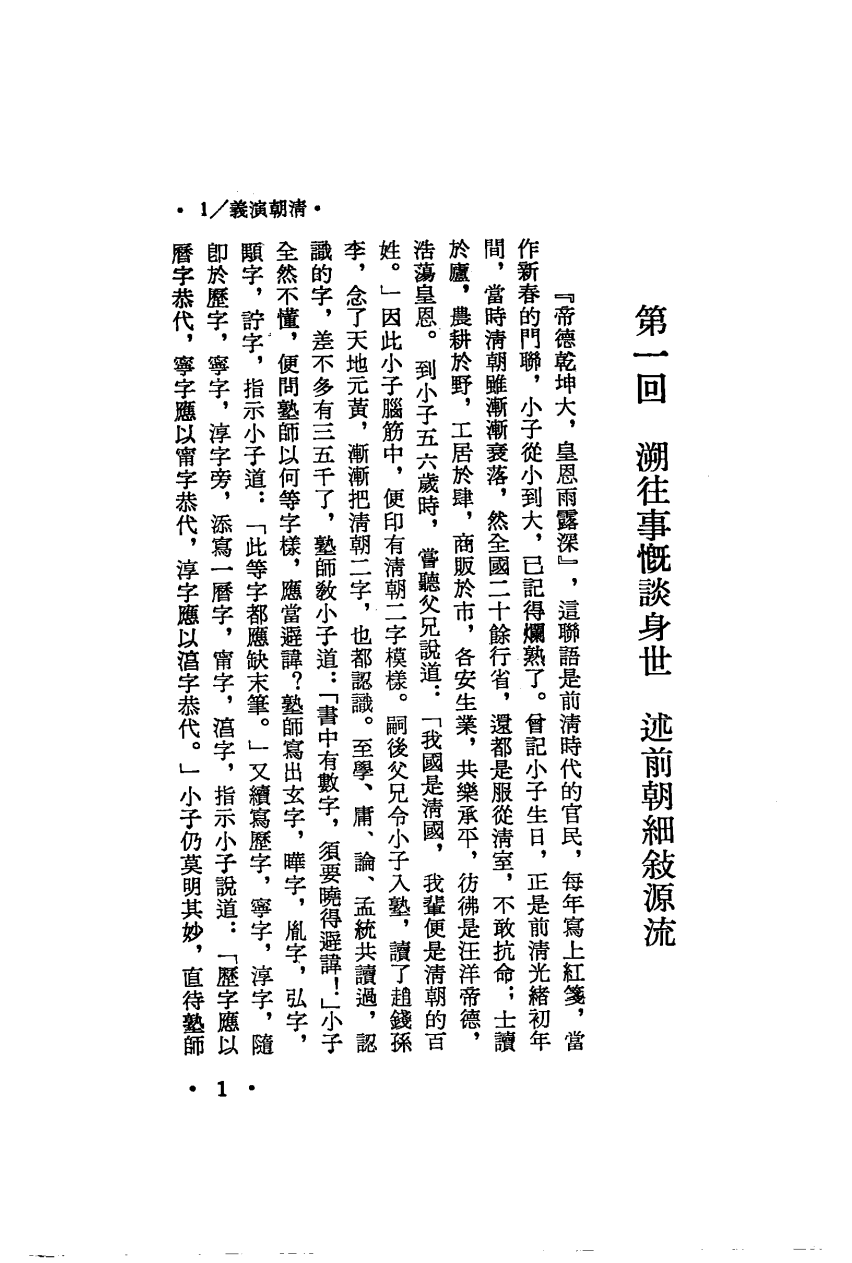 清朝演義／1
第一回　溯往事慨談身世　述前朝細敍源流
『帝德乾坤大，皇恩雨露深』，這聯語是前清時代的官民，每年寫上紅箋，當
作新春的門聯，小子從小到大，已記得爛熟了。曾記小子生日，正是前清光緒初年
間，當時清朝雖漸漸衰落，然全國二十餘行省，還都是服從清室，不敢抗命；士讀
於廬，農耕於野，工居於肆，商販於市，各安生業，共樂承平，彷彿是汪洋帝德，
浩蕩皇恩。到小子五六歲時，嘗聽父兄說道：「我國是清國，我輩便是清朝的百
姓。」因此小子腦筋中，便印有清朝二字模樣。嗣後父兄令小子入塾，讀了趙錢孫
李，念了天地元黃，漸漸把清朝二字，也都認識。至學、庸、論、孟統共讀過，認
識的字，差不多有三五千了，塾師敎小子道：「書中有數字，須要曉得避諱！」小子
全然不懂，便問塾師以何等字樣，應當避諱？塾師寫出玄字，曄字，胤字，弘字，
顒字，詝字，指示小子道：「此等字都應缺末筆。」又續寫歷字，寧字，淳字，隨
卽於歷字，寧字，淳字旁，添寫一曆字，甯字，湻字，指示小子說道：「歷字應以
曆字恭代，寧字應以甯字恭代，淳字應以湻字恭代。」小子仍莫明其妙，直待塾師
1